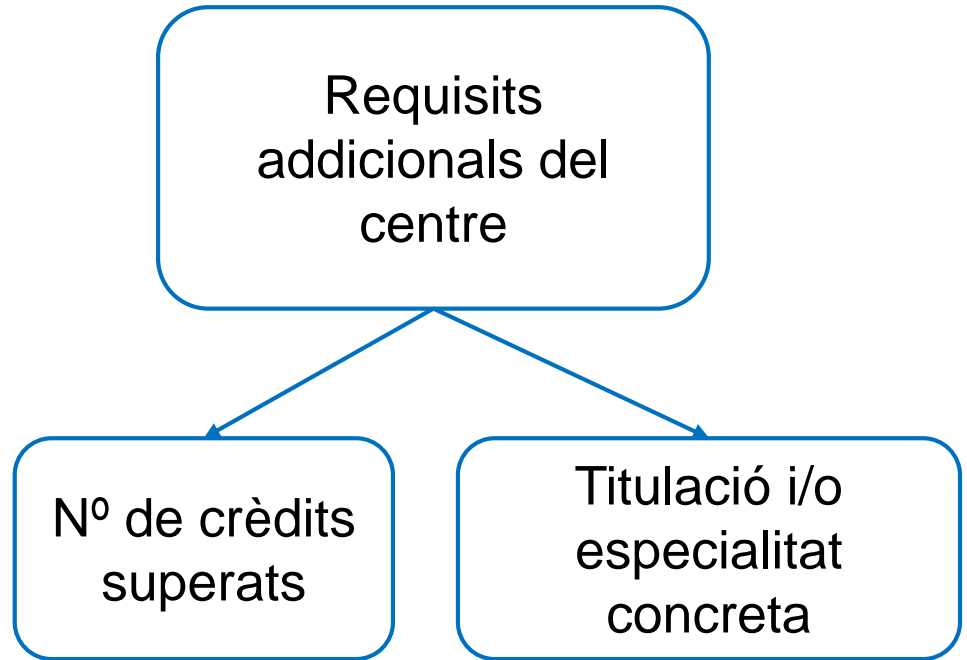 Requisits
addicionals del
centre
Nº de crèdits
superats
Titulació i/o
especialitat
concreta